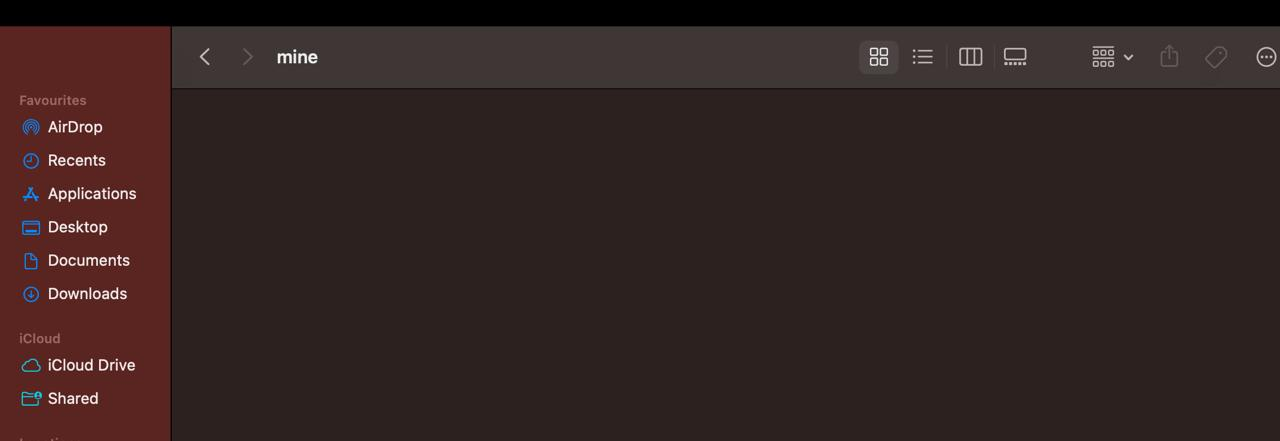 mine
Favourites
AirDrop
Recents
Applications
Desktop
Documents
Downloads
iCloud
iCloud Drive
Shared